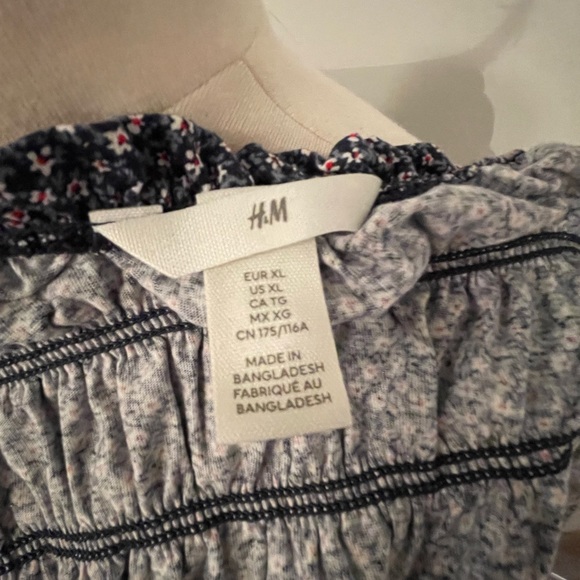 H&M
EUR XL
US XL
CA TG
MX XG
CN 175/116A
MADE IN
BANGLADESH
FABRIQUÉ AU
BANGLADESH